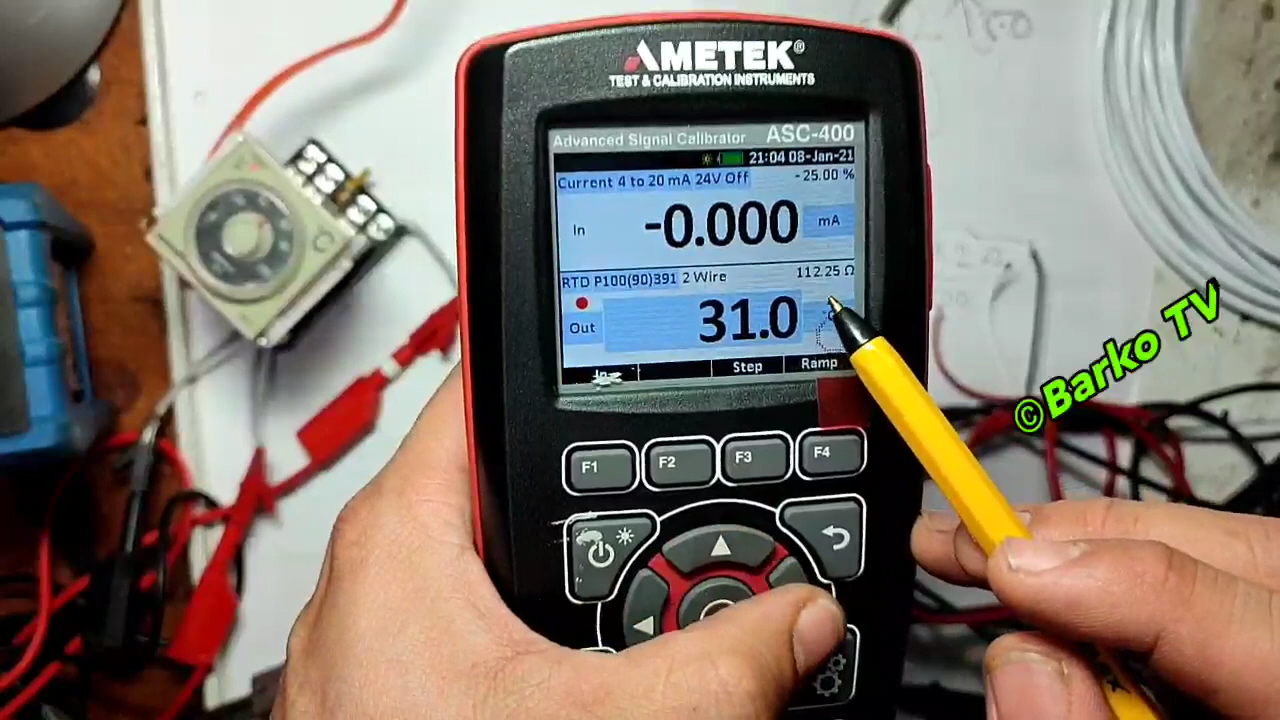 AMETEK®
TEST & CALIBRATION INSTRUMENTS
Advanced Signal Calibrator ASC-400
21:04 08-Jan-21
Current 4 to 20 mA 24V Off -25.00 %
In -0.000 mA
RTD P100(90)391 2 Wire 112.25 Ω
Out 31.0
Step Ramp
F1 F2 F3 F4
©Barko TV